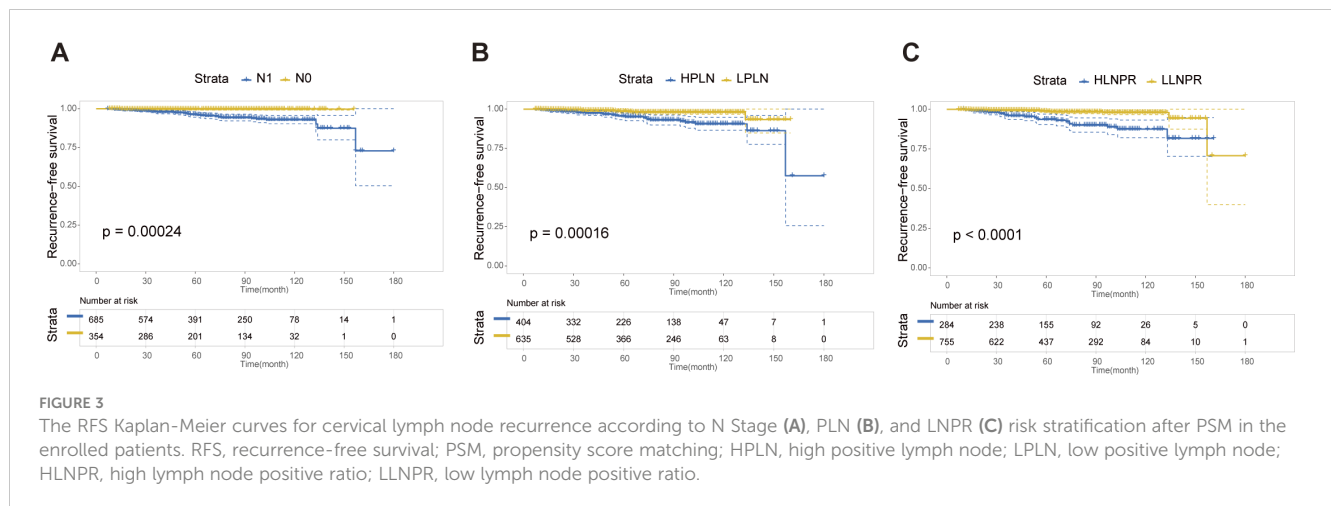 A
Strata N1 N0
Recurrence-free survival
1.00
0.75
0.50
0.25
0.00
p = 0.00024
0 30 60 90 120 150 180
Time(month)
Number at risk
Strata
685 574 391 250 78 14 1
354 286 201 134 32 1 0
0 30 60 90 120 150 180
Time(month)
B
Strata HPLN LPLN
Recurrence-free survival
1.00
0.75
0.50
0.25
0.00
p = 0.00016
0 30 60 90 120 150 180
Time(month)
Number at risk
Strata
404 332 226 138 47 7 1
635 528 366 246 63 8 0
0 30 60 90 120 150 180
Time(month)
C
Strata HLNPR LLNPR
Recurrence-free survival
1.00
0.75
0.50
0.25
0.00
p < 0.0001
0 30 60 90 120 150 180
Time(month)
Number at risk
Strata
284 238 155 92 26 5 0
755 622 437 292 84 10 1
0 30 60 90 120 150 180
Time(month)
FIGURE 3
The RFS Kaplan-Meier curves for cervical lymph node recurrence according to N Stage (A), PLN (B), and LNPR (C) risk stratification after PSM in the
enrolled patients. RFS, recurrence-free survival; PSM, propensity score matching; HPLN, high positive lymph node; LPLN, low positive lymph node;
HLNPR, high lymph node positive ratio; LLNPR, low lymph node positive ratio.